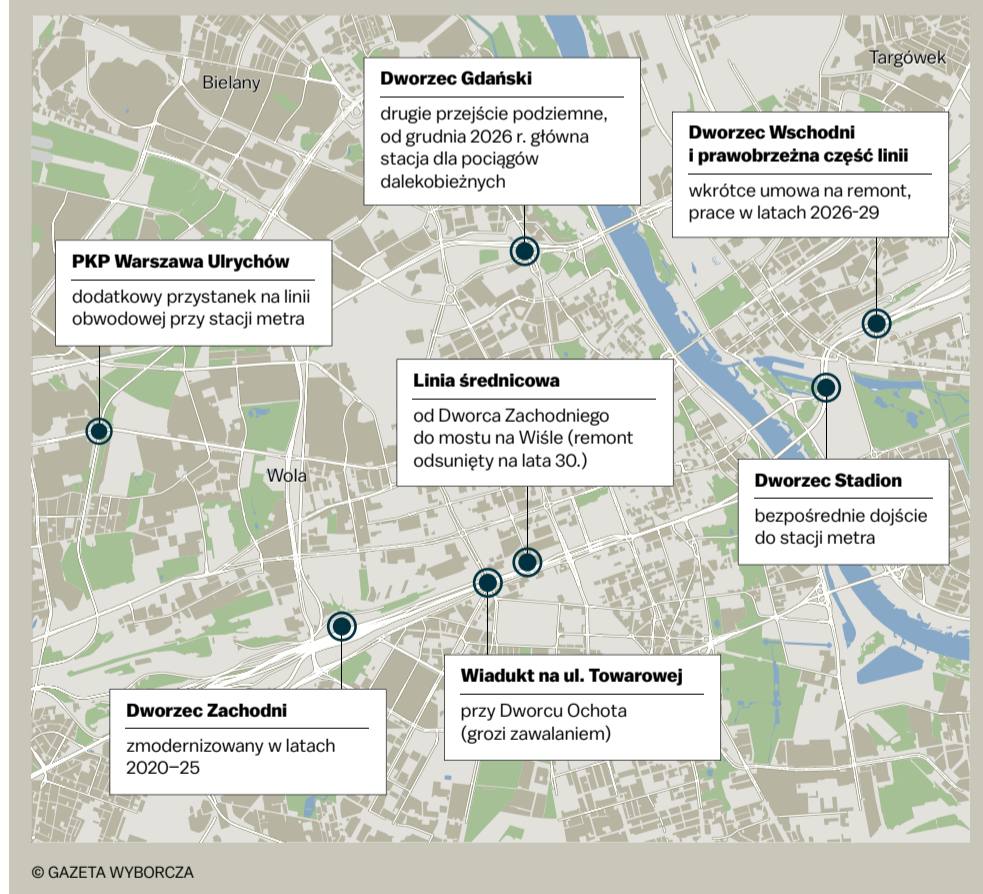 Bielany
Targówek
Dworzec Gdański
drugie przejście podziemne,
od grudnia 2026 r. główna
stacja dla pociągów
dalekobieżnych
Dworzec Wschodni
i prawobrzeżna część linii
wkrótce umowa na remont,
prace w latach 2026-29
PKP Warszawa Ulrychów
dodatkowy przystanek na linii
obwodowej przy stacji metra
Linia średnicowa
od Dworca Zachodniego
do mostu na Wiśle (remont
odsunięty na lata 30.)
Wola
Dworzec Stadion
bezpośrednie dojście
do stacji metra
Wiadukt na ul. Towarowej
przy Dworcu Ochota
(grozi zawalaniem)
Dworzec Zachodni
zmodernizowany w latach
2020–25
© GAZETA WYBORCZA